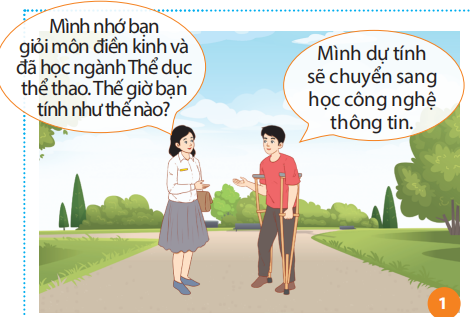 Mình nhớ bạn
giỏi môn điền kinh và
đã học ngành Thể dục
thể thao. Thế giờ bạn
tính như thế nào?
Mình dự tính
sẽ chuyển sang
học công nghệ
thông tin.
1